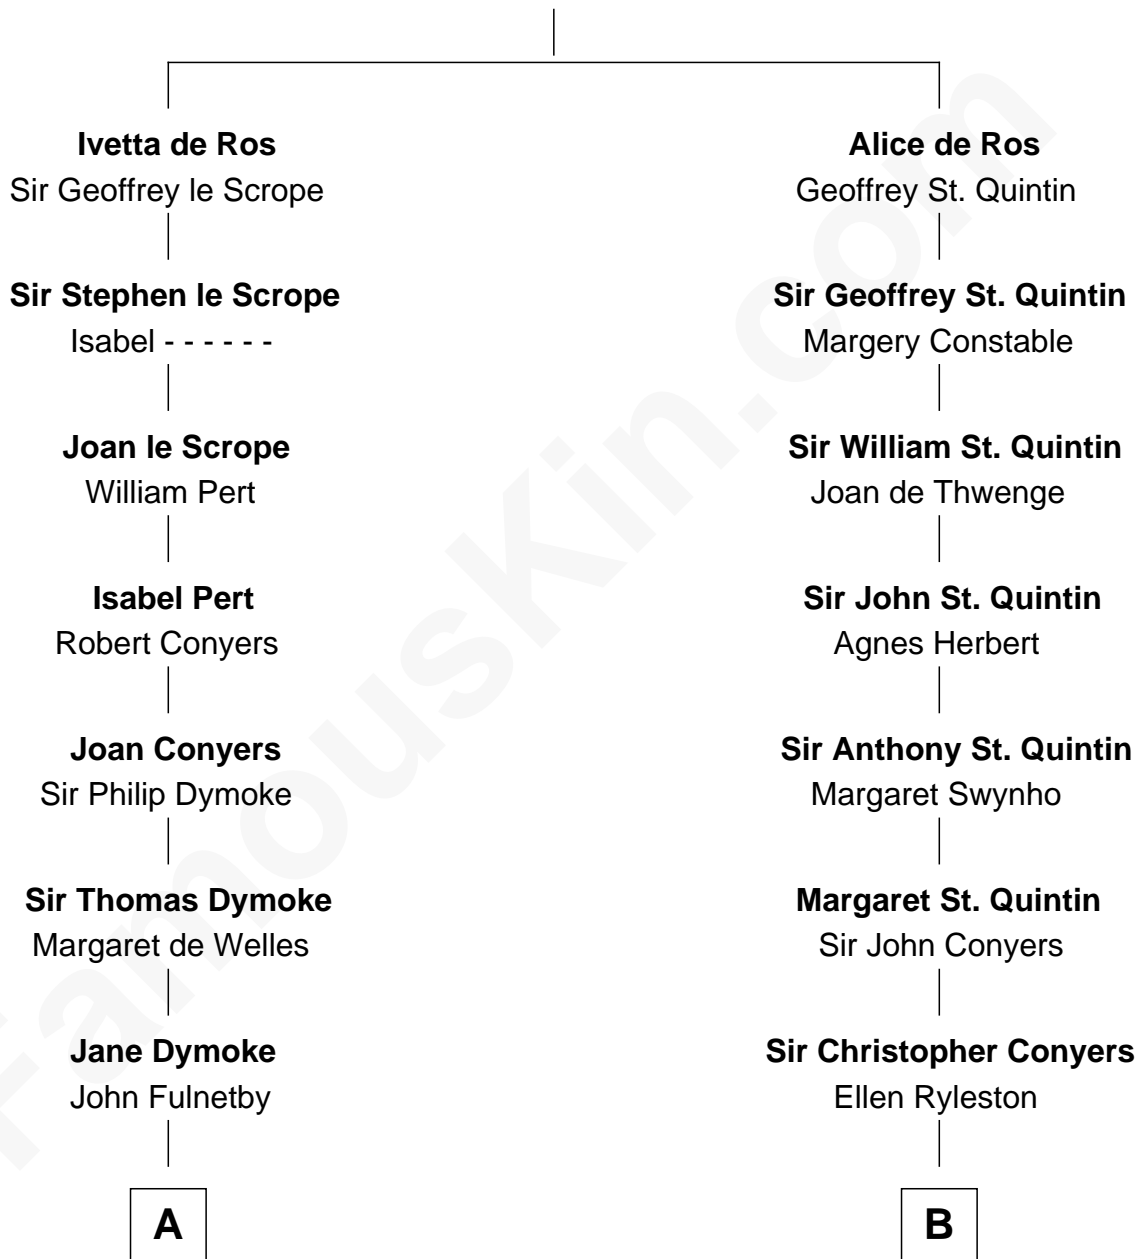 Ivetta de Ros
Sir Geoffrey le Scrope
Alice de Ros
Geoffrey St. Quintin
Sir Stephen le Scrope
Isabel - - - - - -
Sir Geoffrey St. Quintin
Margery Constable
Joan le Scrope
William Pert
Sir William St. Quintin
Joan de Thwenge
Isabel Pert
Robert Conyers
Sir John St. Quintin
Agnes Herbert
Joan Conyers
Sir Philip Dymoke
Sir Anthony St. Quintin
Margaret Swynho
Sir Thomas Dymoke
Margaret de Welles
Margaret St. Quintin
Sir John Conyers
Jane Dymoke
John Fulnetby
Sir Christopher Conyers
Ellen Ryleston
A
B
FamousKin.com